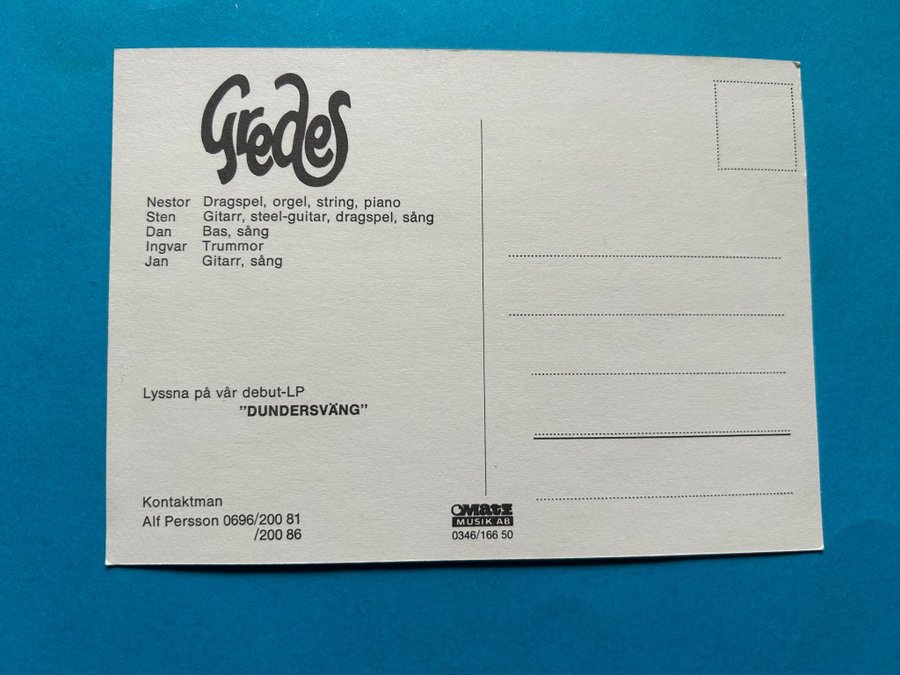 Gredes
Nestor Dragspel, orgel, string, piano
Sten Gitarr, steel-guitar, dragspel, sång
Dan Bas, sång
Ingvar Trummor
Jan Gitarr, sång
Lyssna på vår debut-LP
”DUNDERSVÄNG”
Kontaktman
Alf Persson 0696/200 81
/200 86
Matz
MUSIK AB
0346/166 50